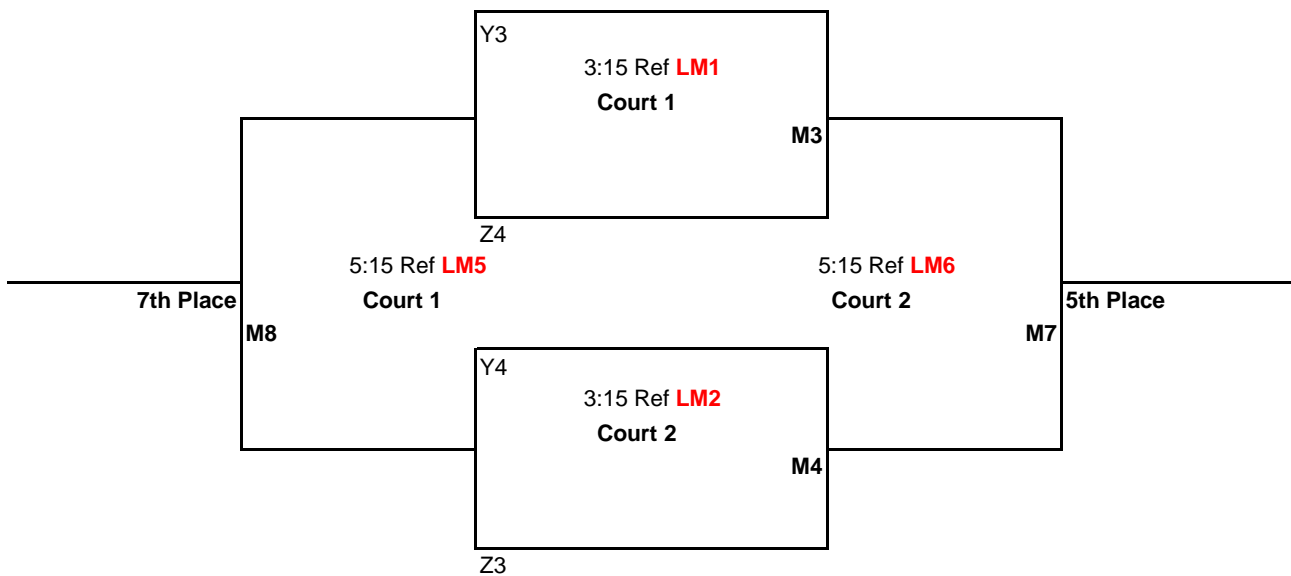 Y3
3:15 Ref LM1
Court 1
M3
Z4
5:15 Ref LM5
5:15 Ref LM6
7th Place
Court 1
Court 2
5th Place
M8
M7
Y4
3:15 Ref LM2
Court 2
M4
Z3